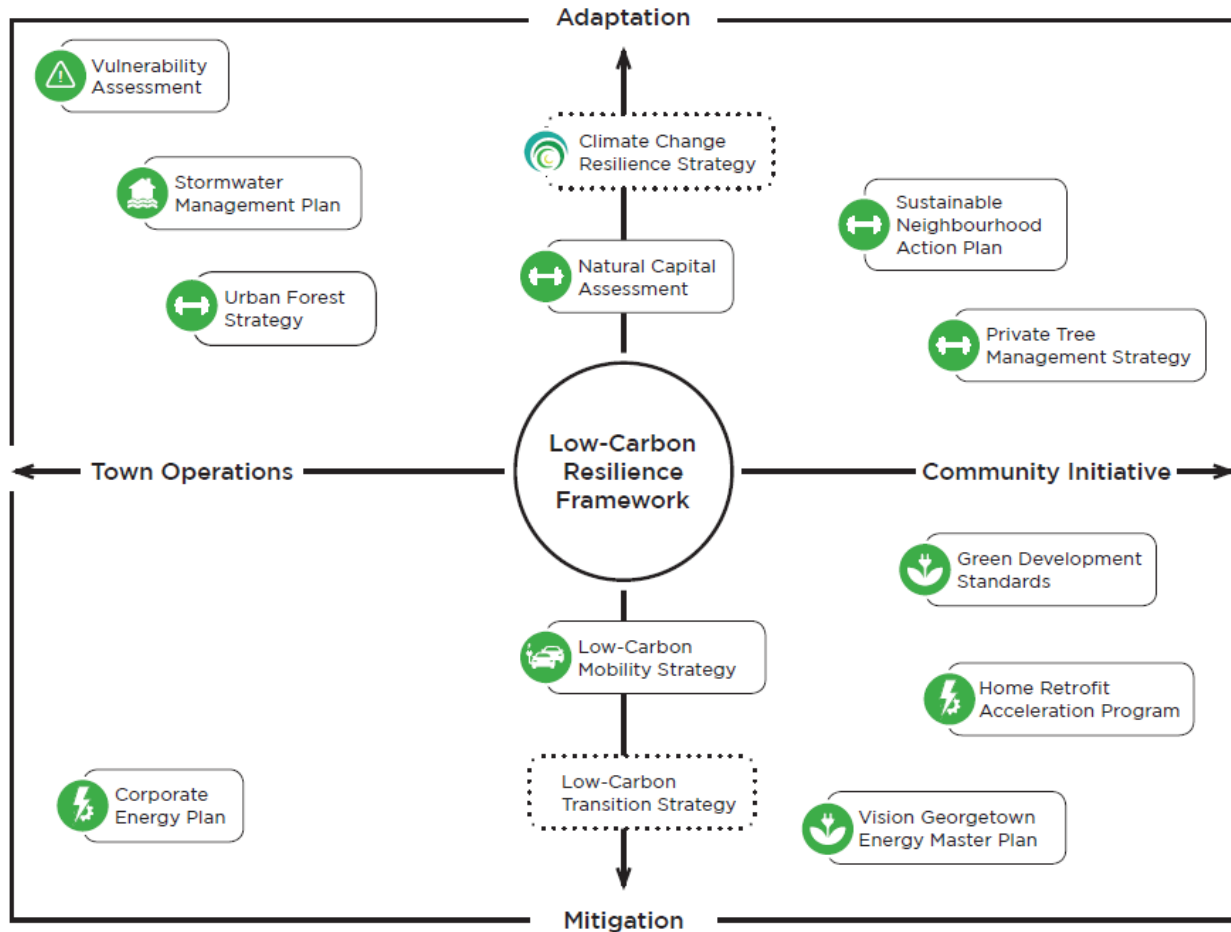 Adaptation
Vulnerability
Assessment
Climate Change
Resilience Strategy
Stormwater
Management Plan
Sustainable
Neighbourhood
Action Plan
Natural Capital
Assessment
Urban Forest
Strategy
Private Tree
Management Strategy
Low-Carbon
Resilience
Framework
Town Operations
Community Initiative
Green Development
Standards
Low-Carbon
Mobility Strategy
Home Retrofit
Acceleration Program
Low-Carbon
Transition Strategy
Corporate
Energy Plan
Vision Georgetown
Energy Master Plan
Mitigation